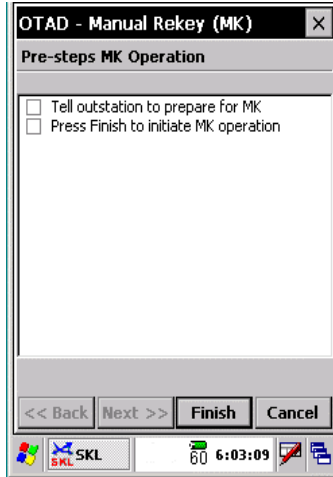 OTAD - Manual Rekey (MK)
Pre-steps MK Operation
Tell outstation to prepare for MK
Press Finish to initiate MK operation
<< Back Next >> Finish Cancel
SKL SKL 60 6:03:09